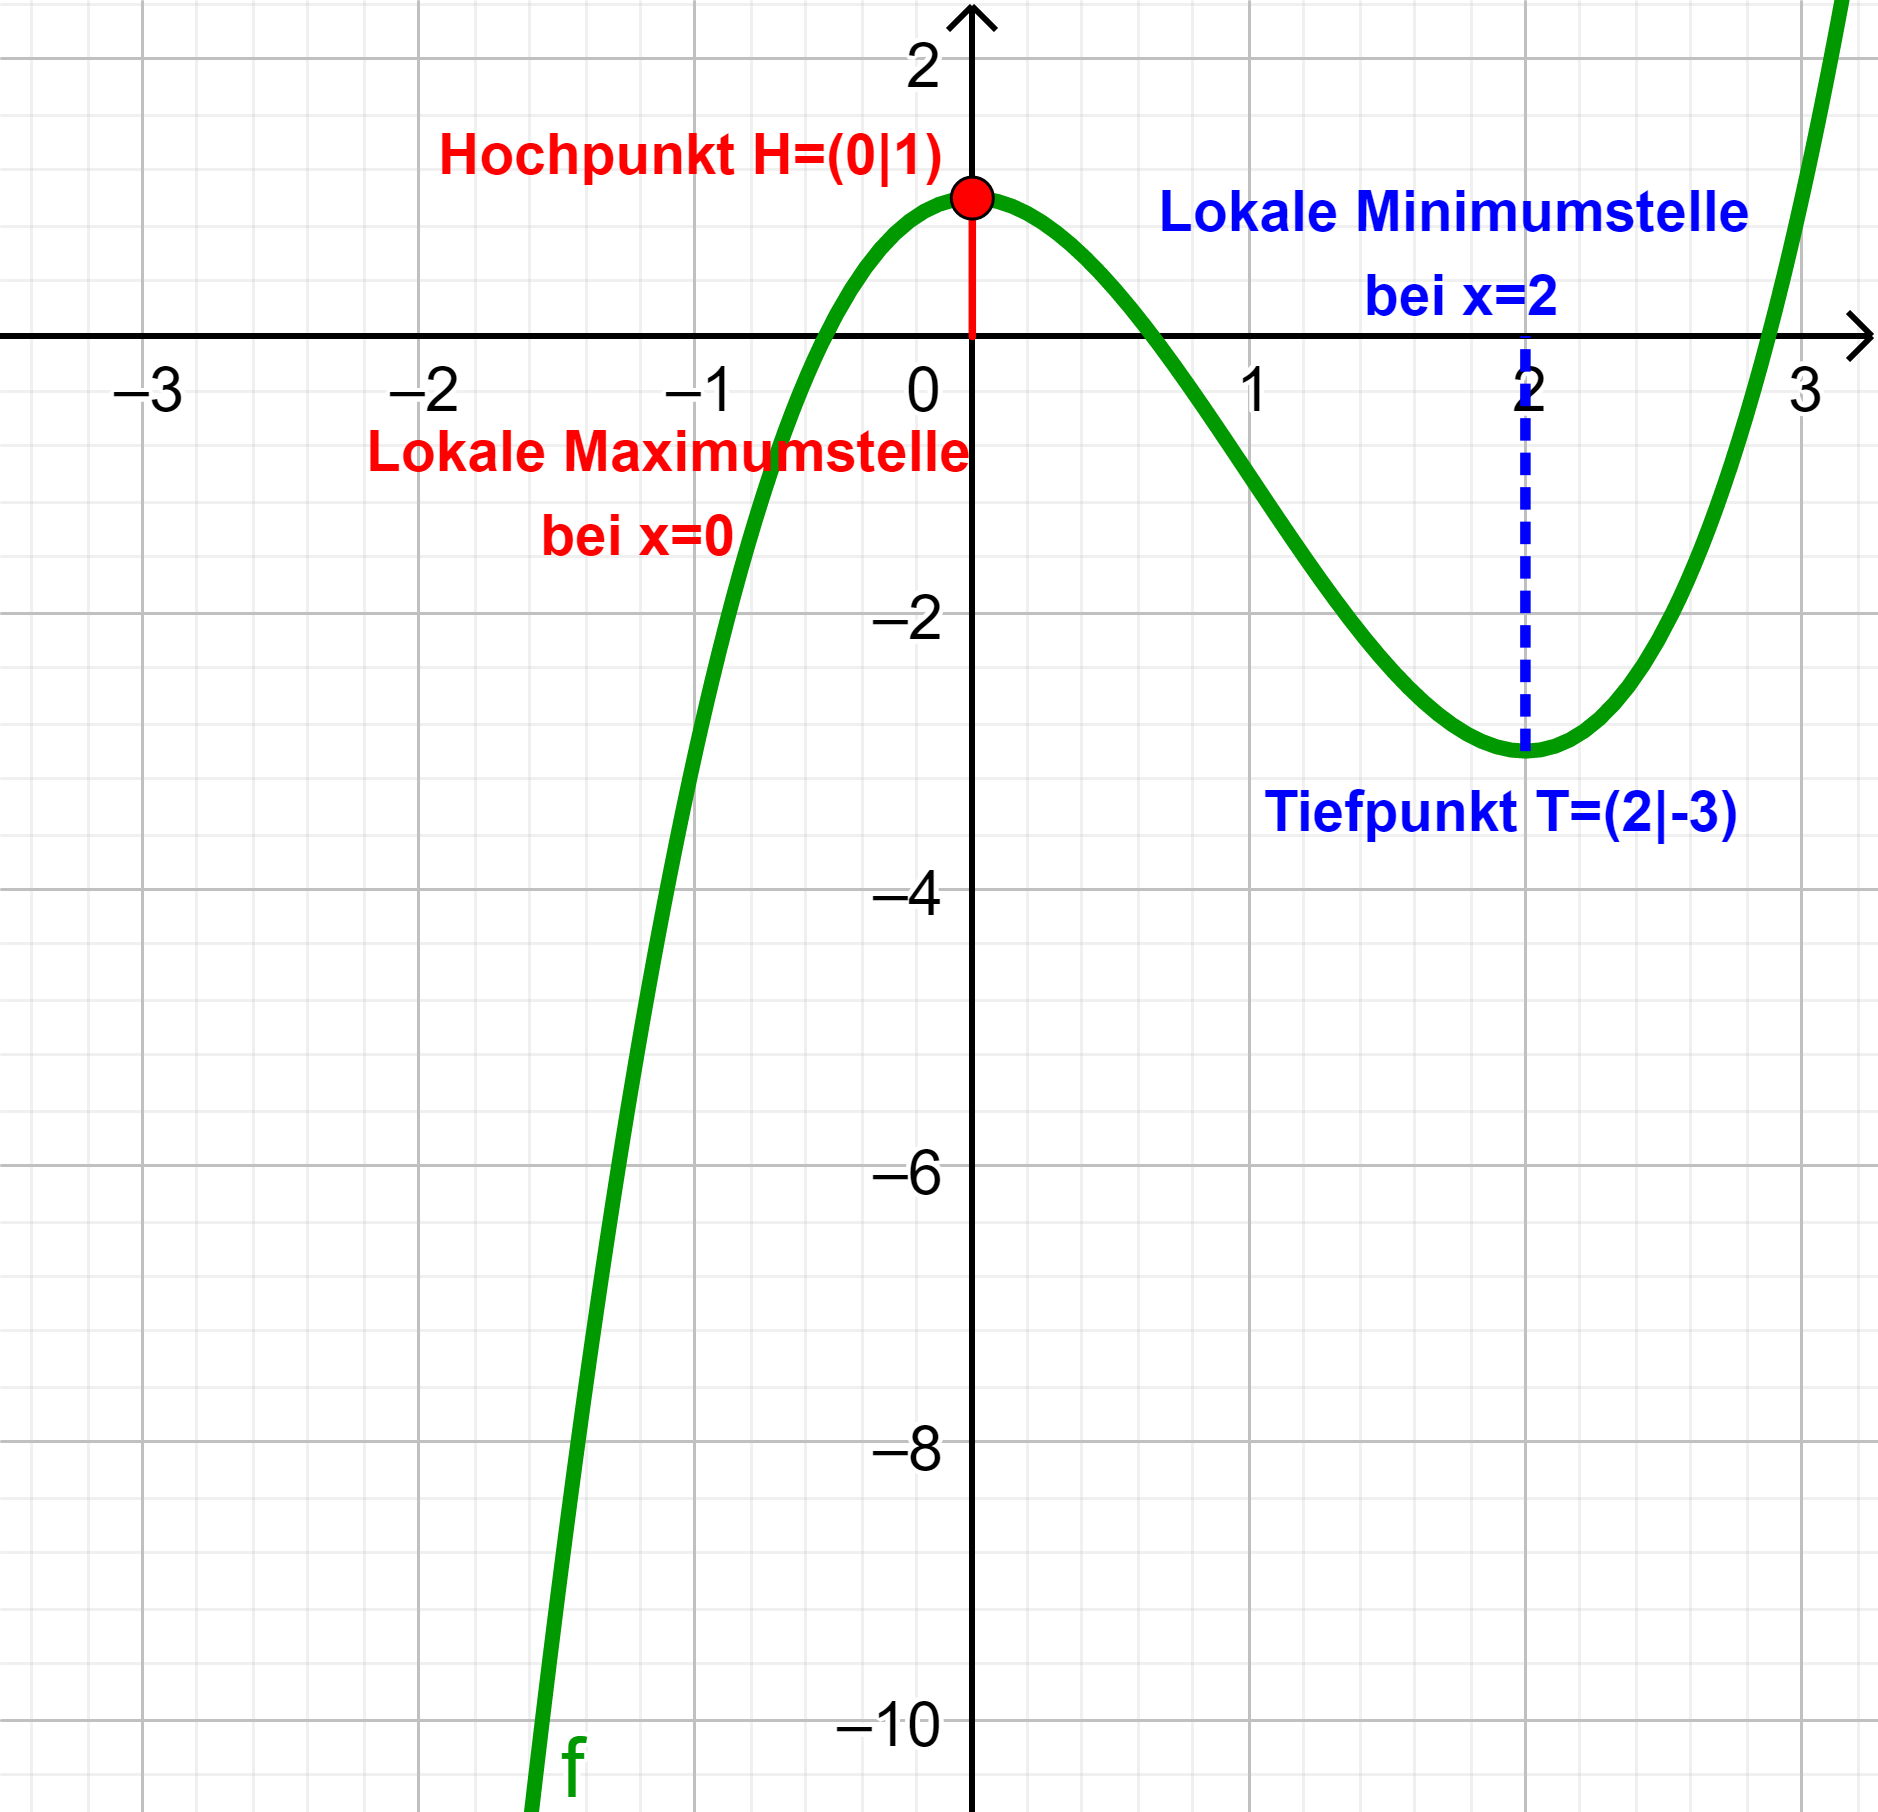 2
Hochpunkt H=(0|1)
Lokale Minimumstelle
bei x=2
–3 –2 –1 0 1 2 3
Lokale Maximumstelle
bei x=0
–2
Tiefpunkt T=(2|-3)
–4
–6
–8
–10
f